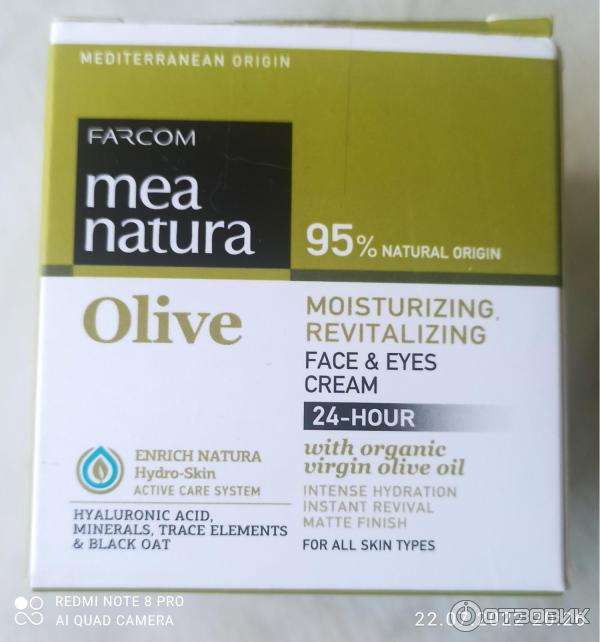 MEDITERRANEAN ORIGIN
FARCOM
mea
natura
95% NATURAL ORIGIN
Olive
MOISTURIZING,
REVITALIZING
FACE & EYES
CREAM
24-HOUR
with organic
virgin olive oil
INTENSE HYDRATION
INSTANT REVIVAL
MATTE FINISH
FOR ALL SKIN TYPES
ENRICH NATURA
Hydro-Skin
ACTIVE CARE SYSTEM
HYALURONIC ACID,
MINERALS, TRACE ELEMENTS
& BLACK OAT
REDMI NOTE 8 PRO
AI QUAD CAMERA
ОТЗОВИК